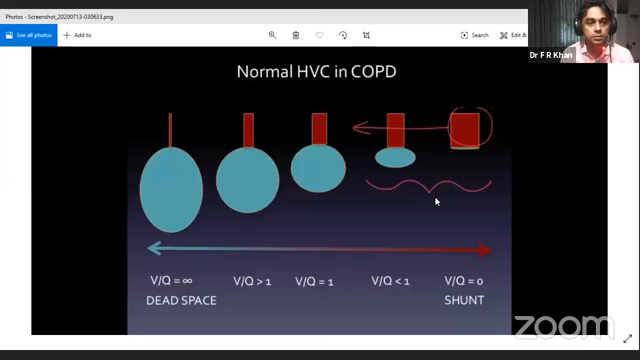 Photos - Screenshot_20200713-030633.png
See all photos
Add to
Search
Edit &
Dr F R Khan
Normal HVC in COPD
V/Q = ∞
V/Q > 1
V/Q = 1
V/Q < 1
V/Q = 0
DEAD SPACE
SHUNT
zoom